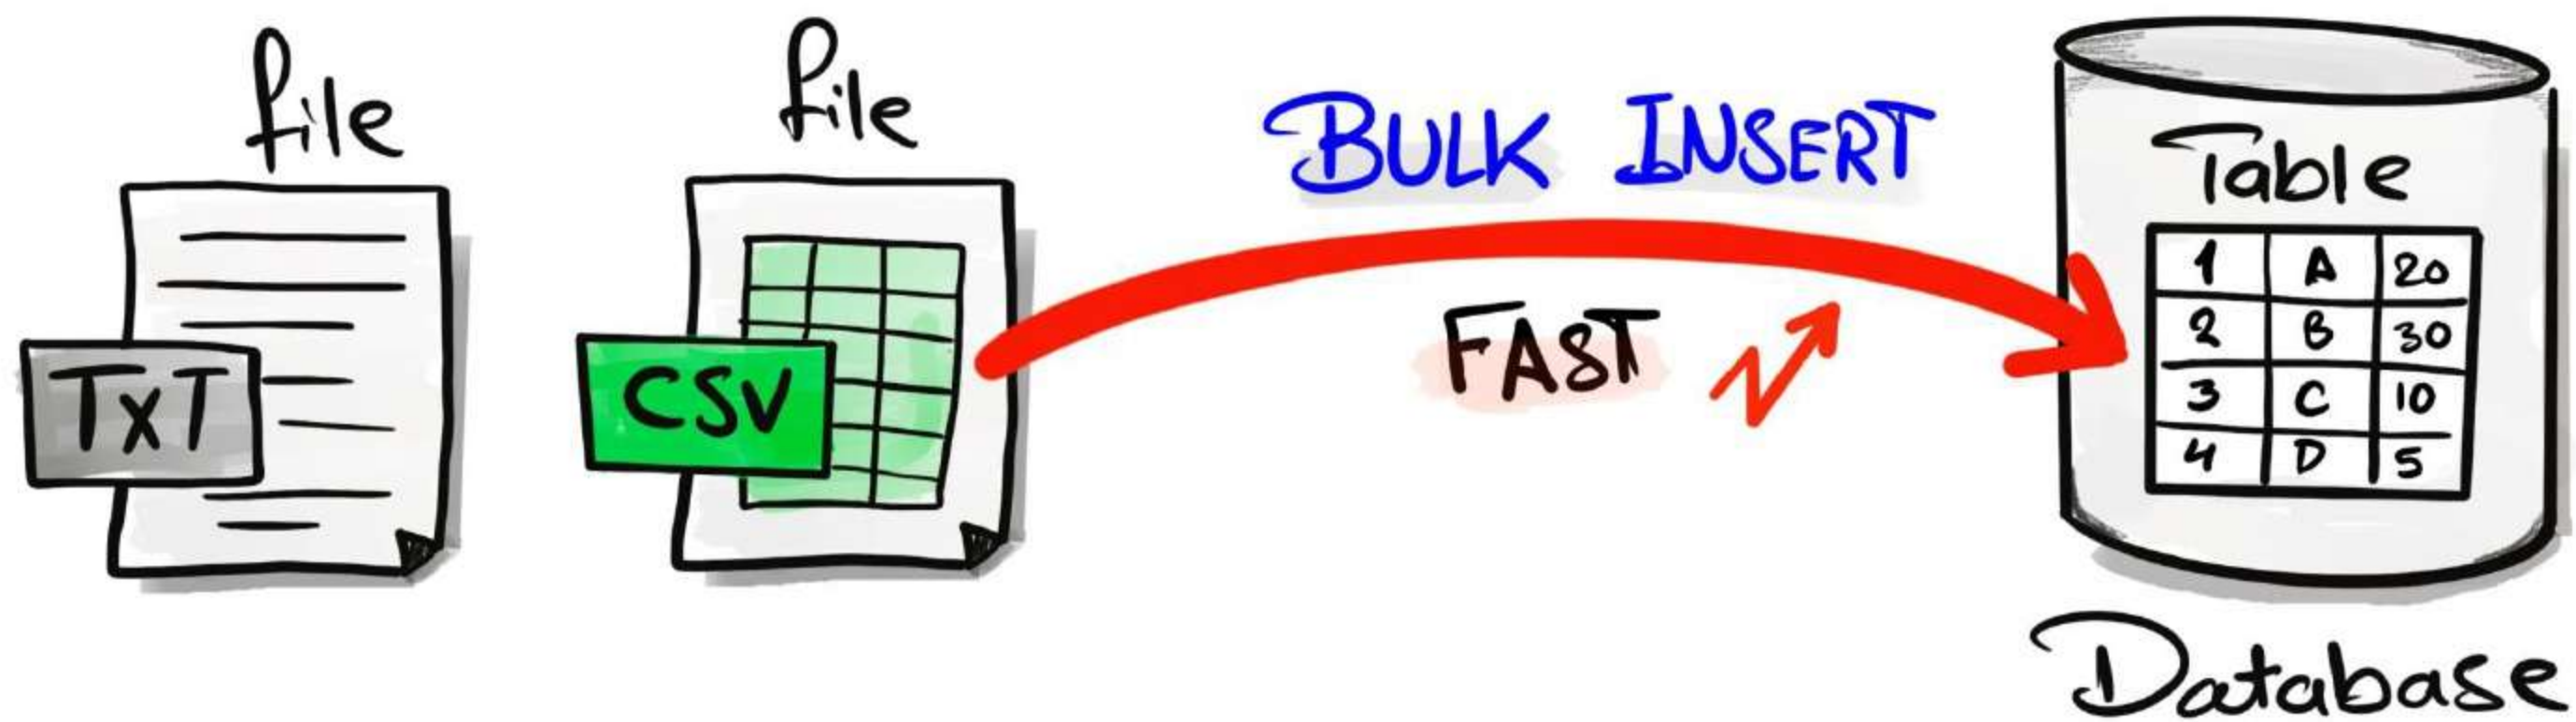 file
TxT
file
CSV
BULK INSERT
FAST
Table
1 A 20
2 B 30
3 C 10
4 D 5
Database